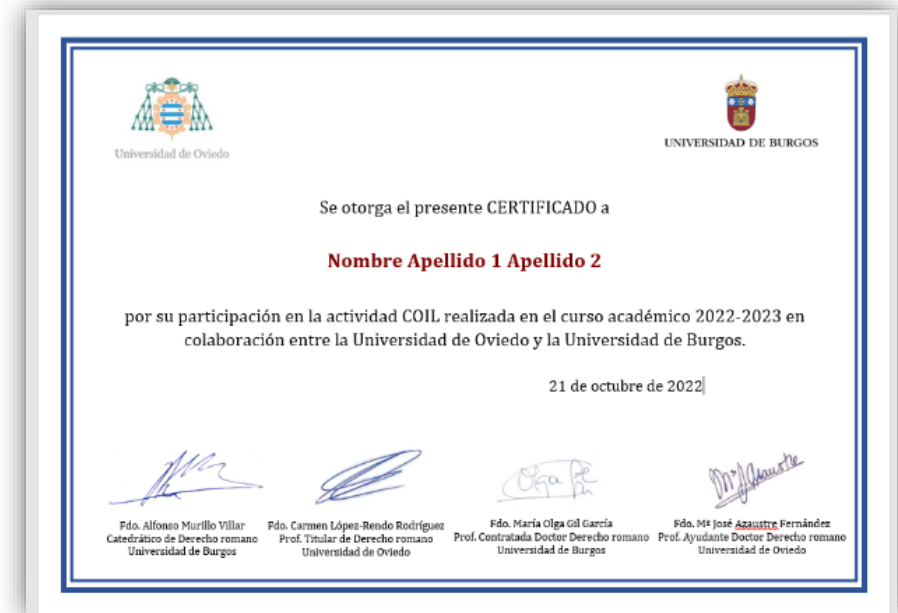 Universidad de Oviedo
UNIVERSIDAD DE BURGOS
Se otorga el presente CERTIFICADO a
Nombre Apellido 1 Apellido 2
por su participación en la actividad COIL realizada en el curso académico 2022-2023 en
colaboración entre la Universidad de Oviedo y la Universidad de Burgos.
21 de octubre de 2022
Olga
Mª J Azaustre
Fdo. Alfonso Murillo Villar
Catedrático de Derecho romano
Universidad de Burgos
Fdo. Carmen López-Rendo Rodríguez
Prof. Titular de Derecho romano
Universidad de Oviedo
Fdo. María Olga Gil García
Prof. Contratada Doctor Derecho romano
Universidad de Burgos
Fdo. Mª José Azaustre Fernández
Prof. Ayudante Doctor Derecho romano
Universidad de Oviedo